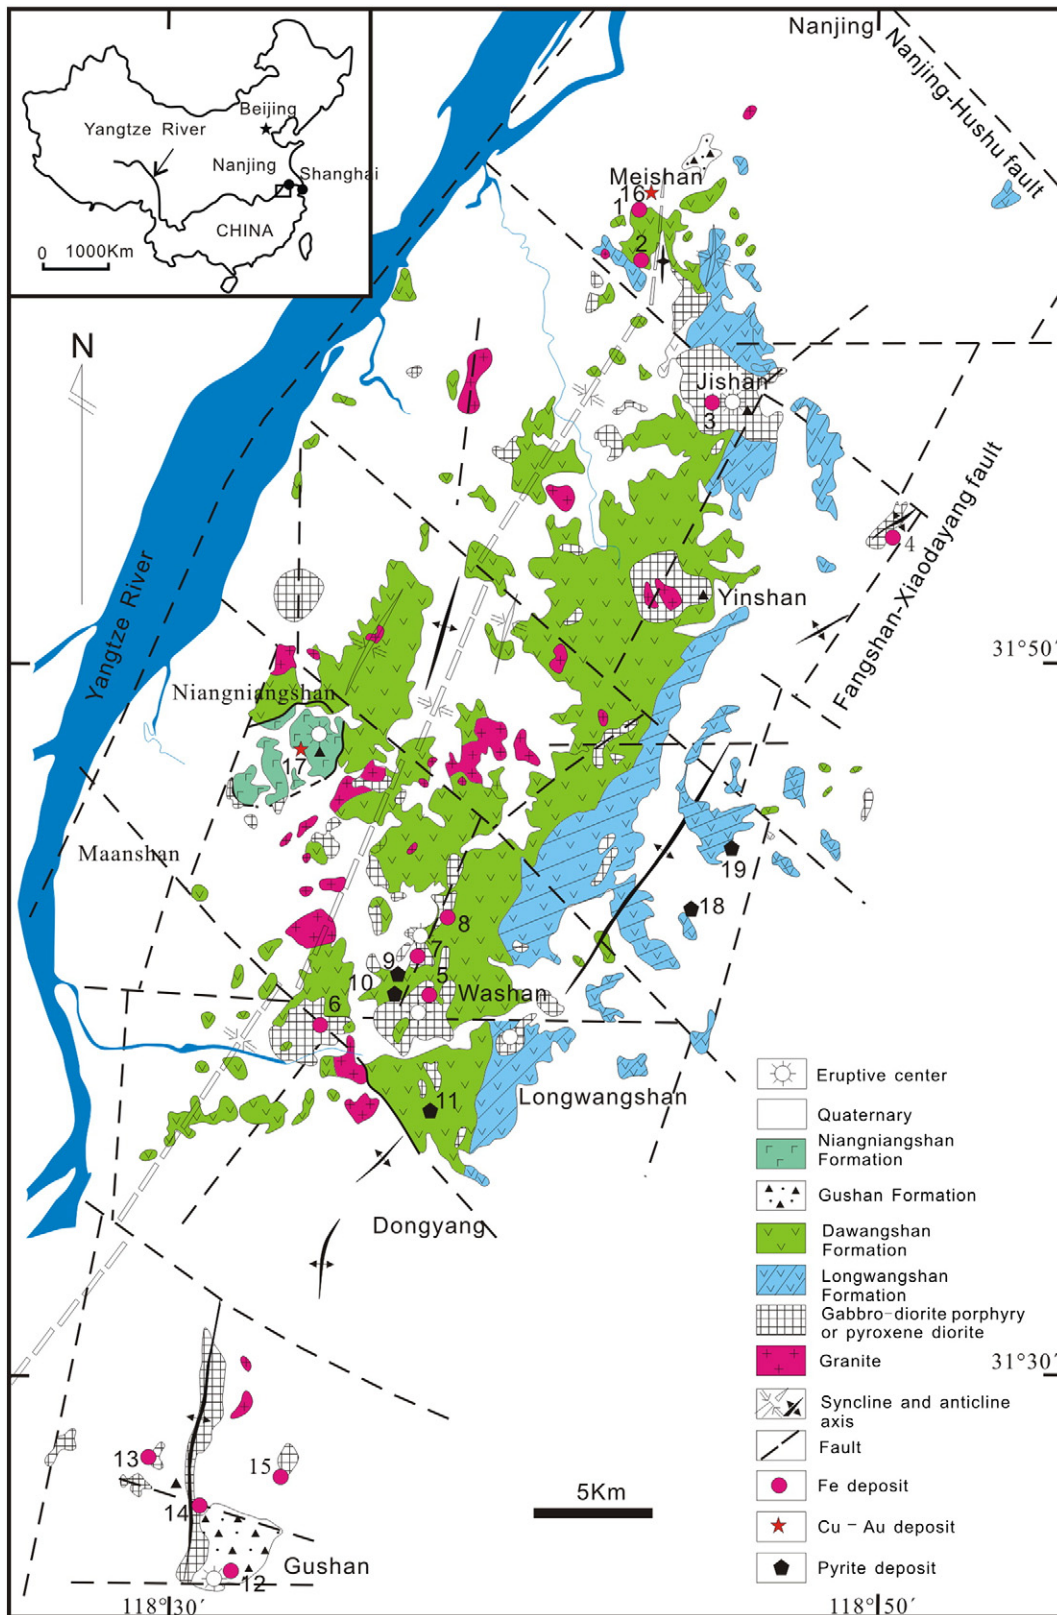 Beijing
Yangtze River
Nanjing
Shanghai
CHINA
0 1000Km
Nanjing
Nanjing-Hushu fault
Meishan
16
1
2
N
Jishan
3
Fangshan-Xiaodayang fault
4
Yinshan
31°50′
Yangtze River
Niangniangshan
17
Maanshan
19
18
8
7
9
10
5
Washan
6
11
Longwangshan
Dongyang
Eruptive center
Quaternary
Niangniangshan
Formation
Gushan Formation
Dawangshan
Formation
Longwangshan
Formation
Gabbro-diorite porphyry
or pyroxene diorite
Granite
31°30′
Syncline and anticline
axis
Fault
Fe deposit
Cu - Au deposit
Pyrite deposit
13
15
14
5Km
Gushan
12
118°30′
118°50′